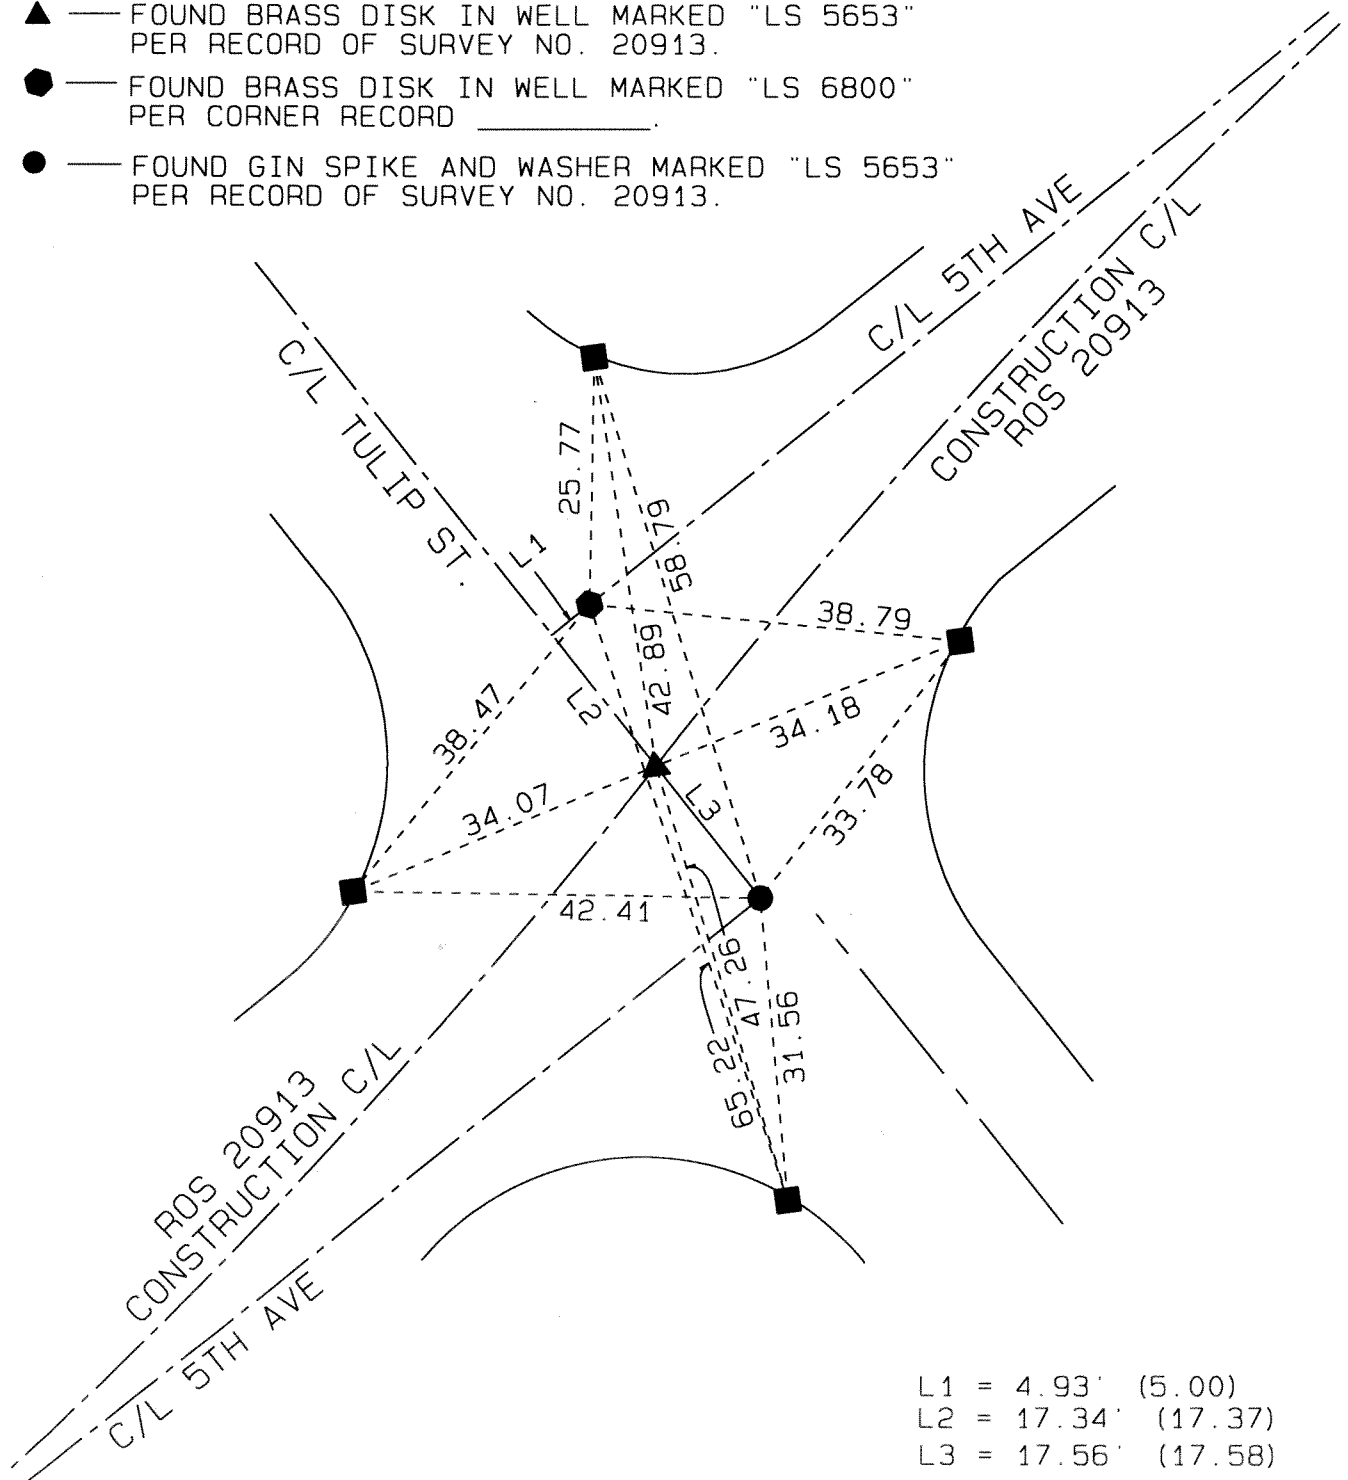 FOUND BRASS DISK IN WELL MARKED "LS 5653"
PER RECORD OF SURVEY NO. 20913.
FOUND BRASS DISK IN WELL MARKED "LS 6800"
PER CORNER RECORD __________.
FOUND GIN SPIKE AND WASHER MARKED "LS 5653"
PER RECORD OF SURVEY NO. 20913.
C/L 5TH AVE
CONSTRUCTION C/L
ROS 20913
C/L TULIP ST.
25.77
58.79
L1
38.79
42.89
L2
38.47
34.18
34.07
L3
33.78
42.41
47.26
65.22
31.56
ROS 20913
CONSTRUCTION C/L
C/L 5TH AVE
L1 = 4.93' (5.00)
L2 = 17.34' (17.37)
L3 = 17.56' (17.58)